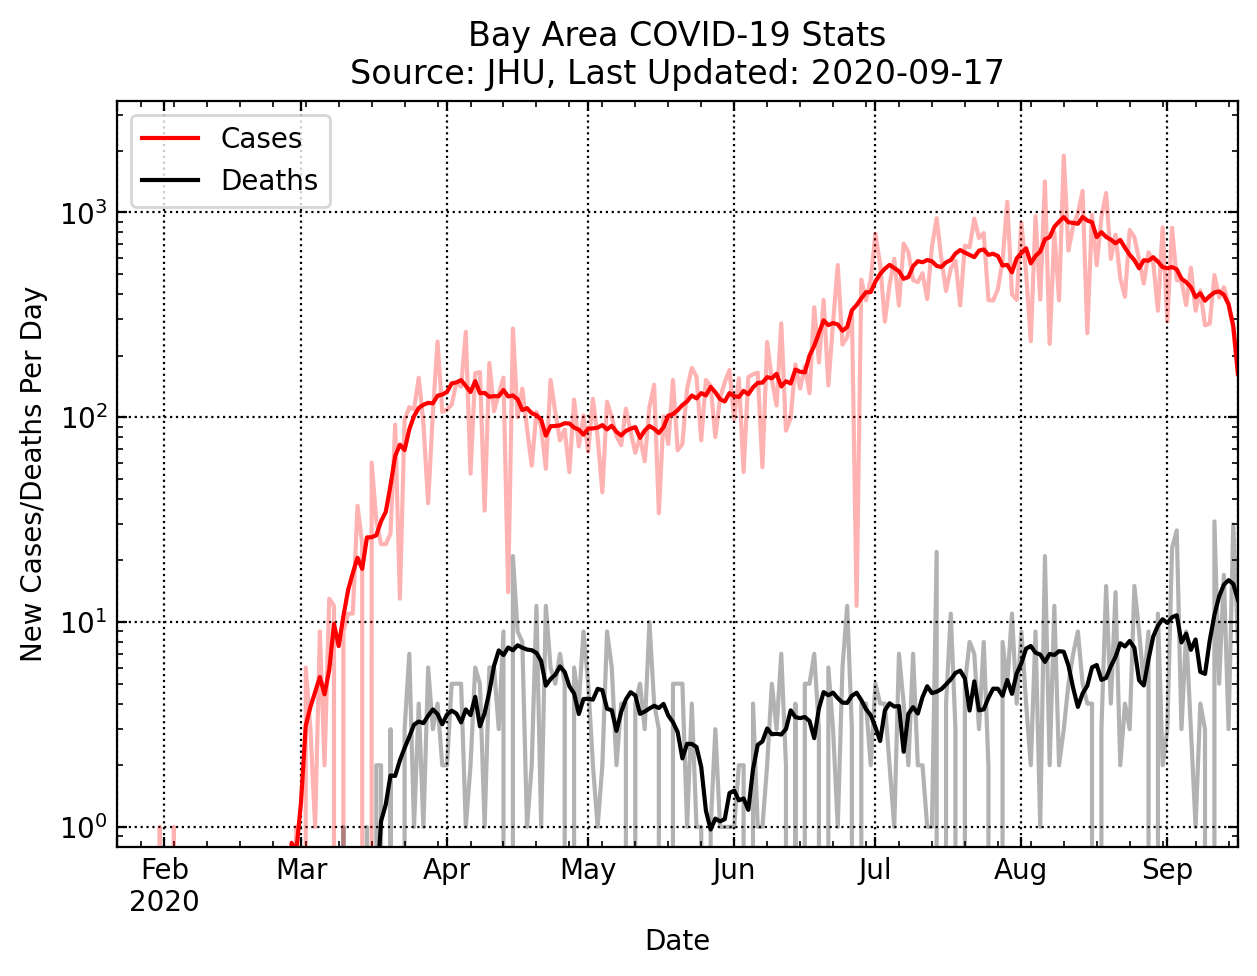 Bay Area COVID-19 Stats
Source: JHU, Last Updated: 2020-09-17
Cases
Deaths
New Cases/Deaths Per Day
10³
10²
10¹
10⁰
Feb Mar Apr May Jun Jul Aug Sep
2020
Date